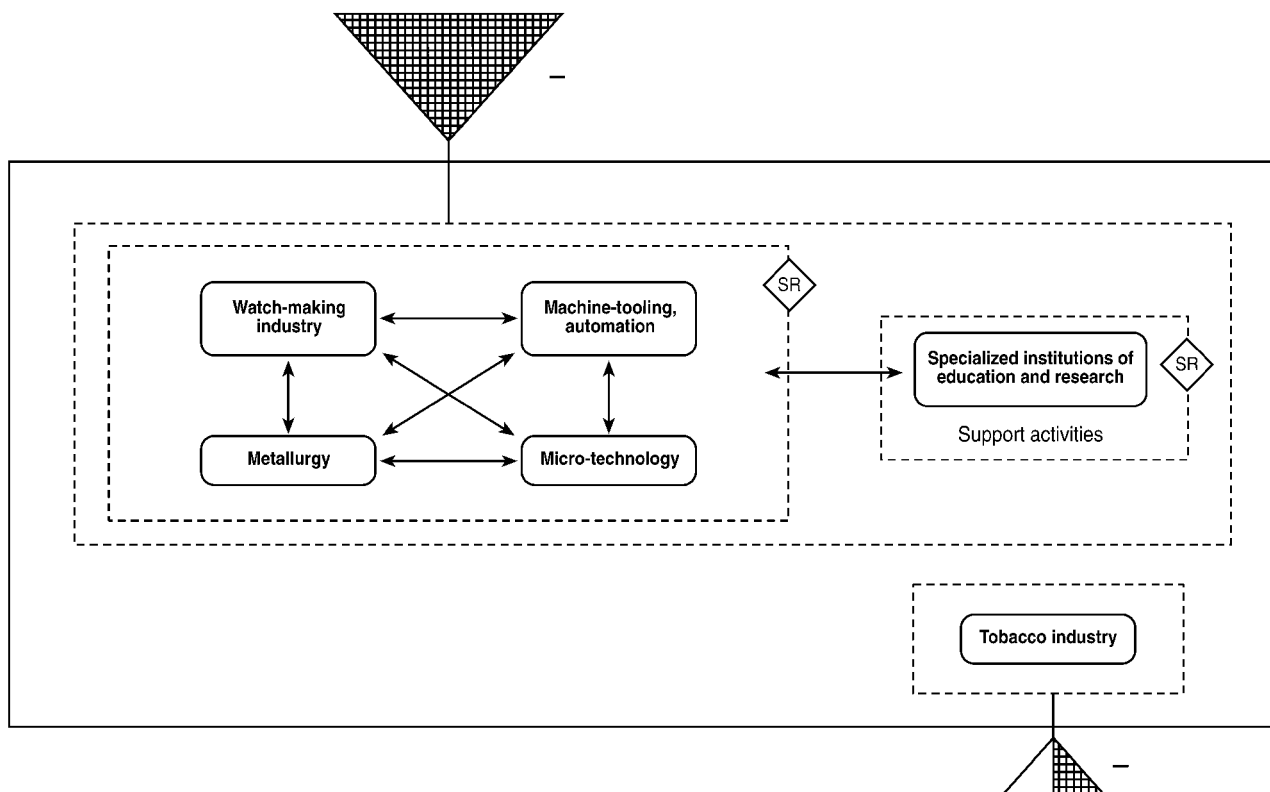 –
SR
Watch-making
industry
Machine-tooling,
automation
Specialized institutions of
education and research
SR
Support activities
Metallurgy
Micro-technology
Tobacco industry
–